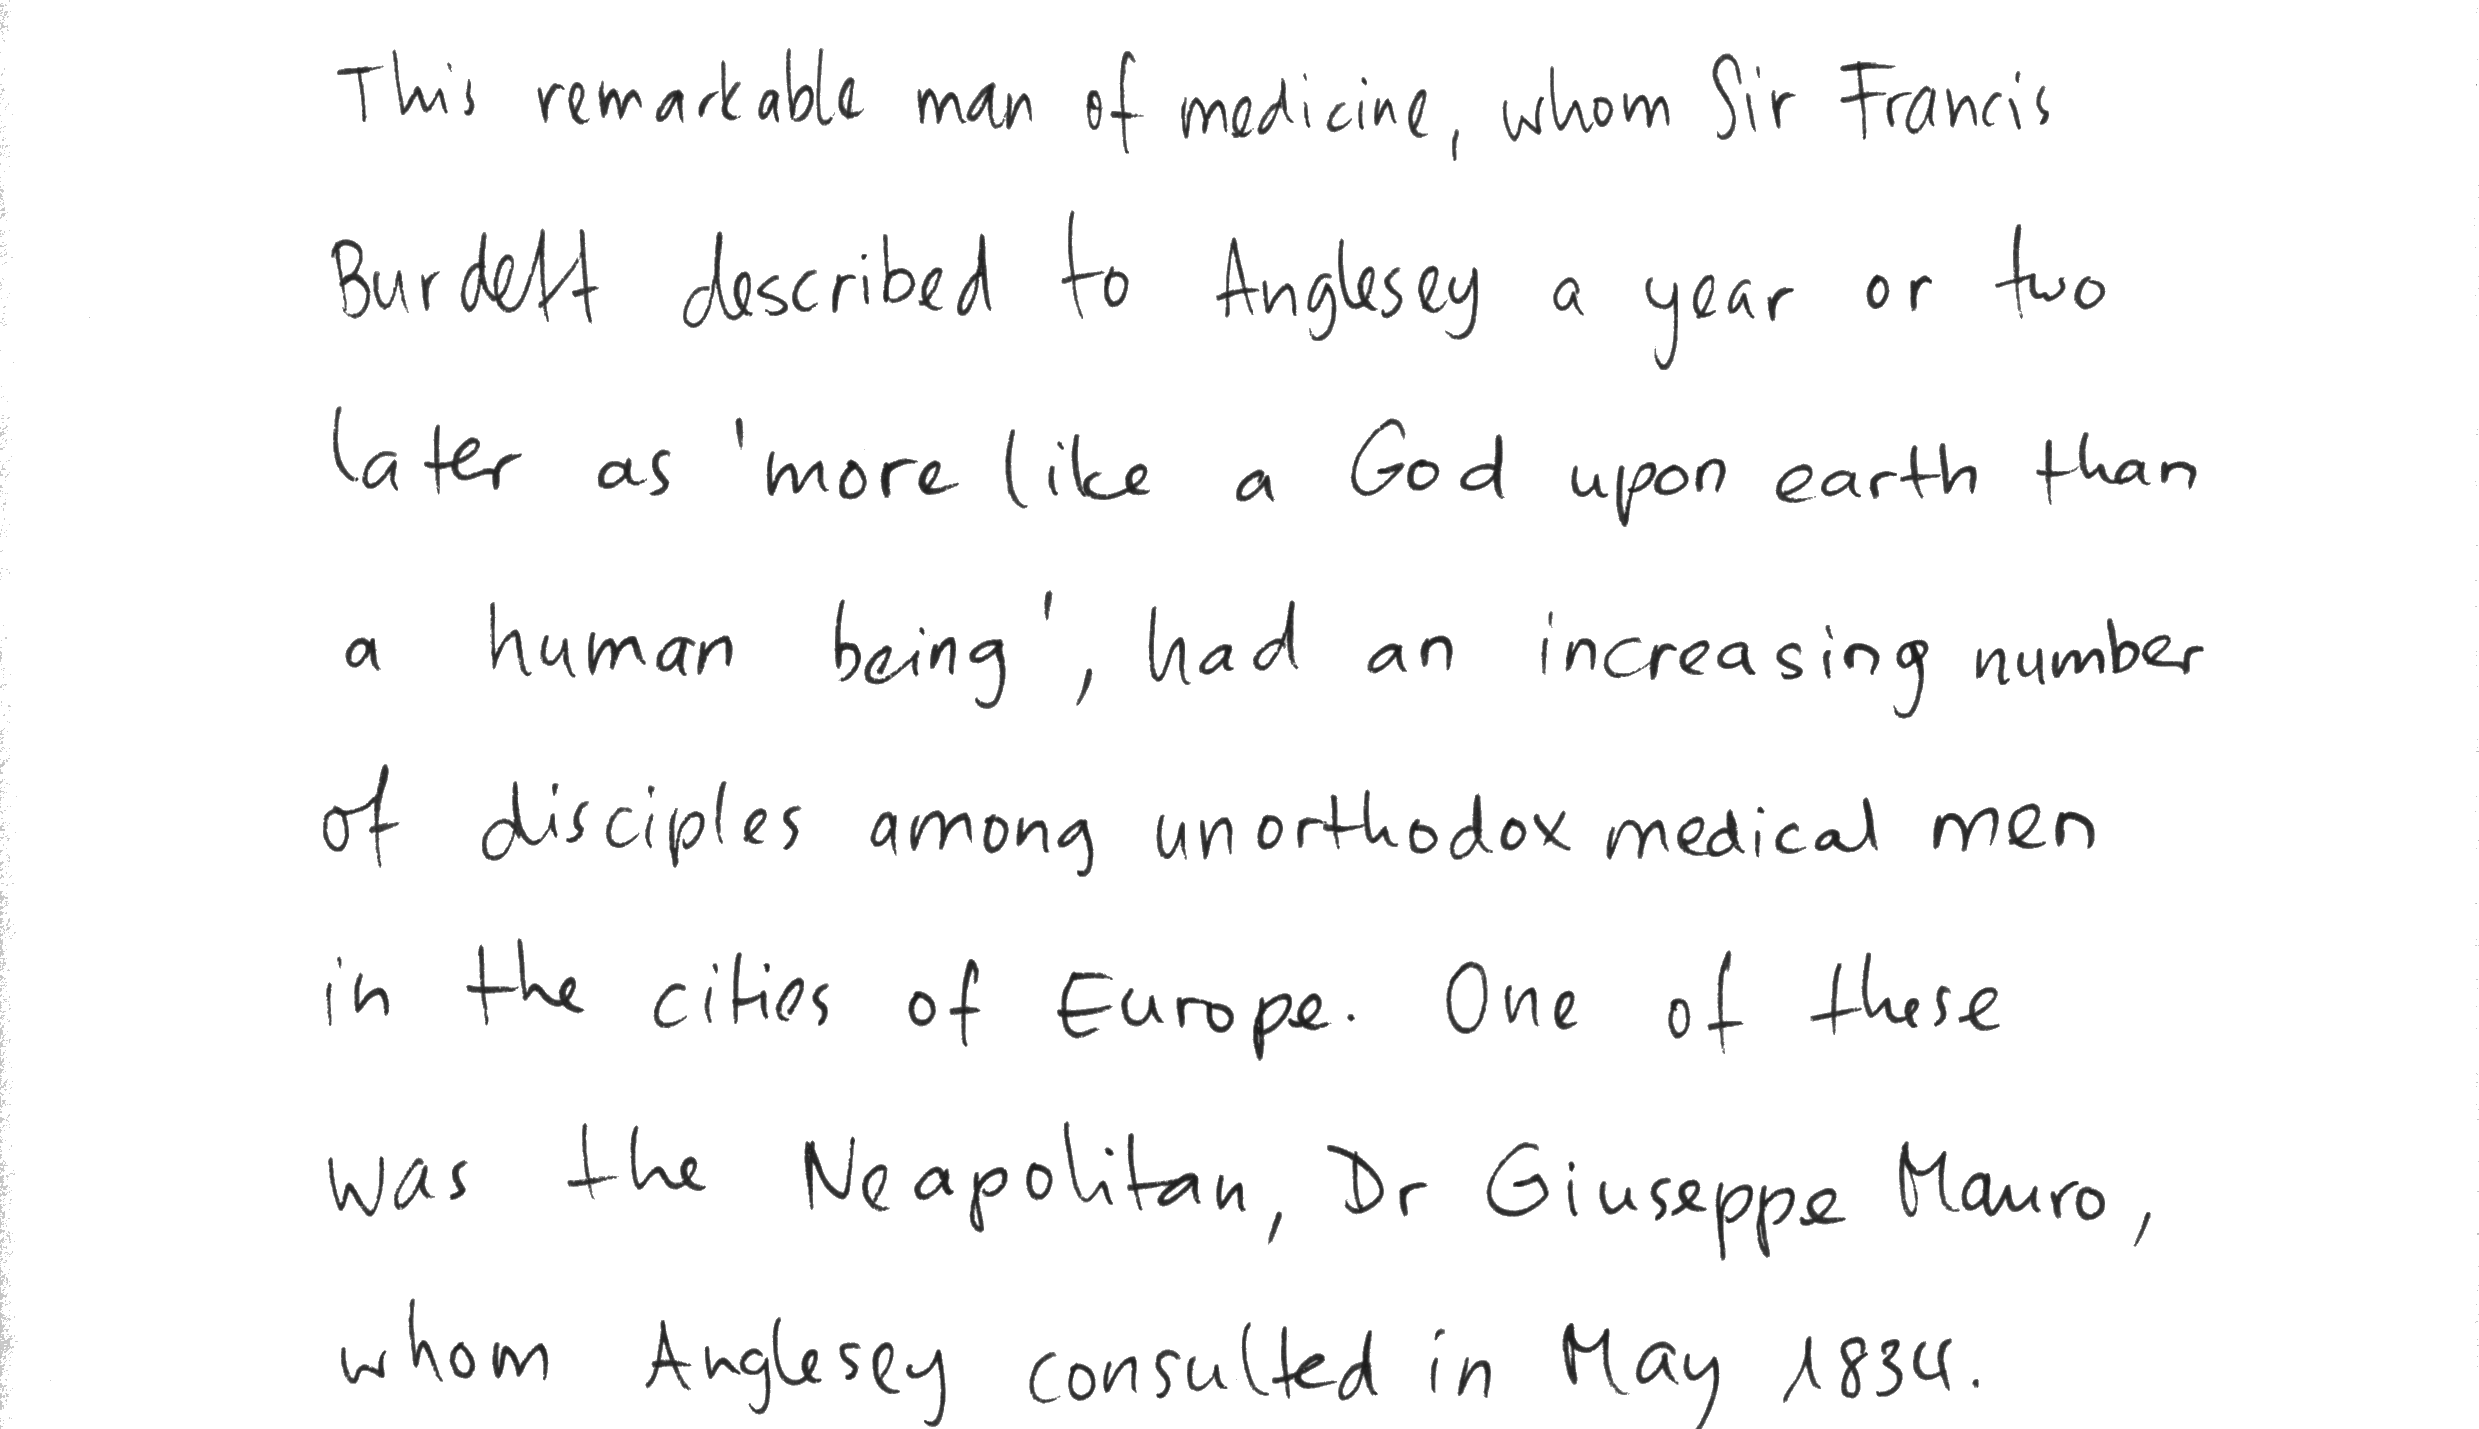 This remarkable man of medicine, whom Sir Francis
Burdett described to Anglesey a year or two
later as 'more like a God upon earth than
a human being', had an increasing number
of disciples among unorthodox medical men
in the cities of Europe. One of these
was the Neapolitan, Dr Giuseppe Mauro,
whom Anglesey consulted in May 1834.